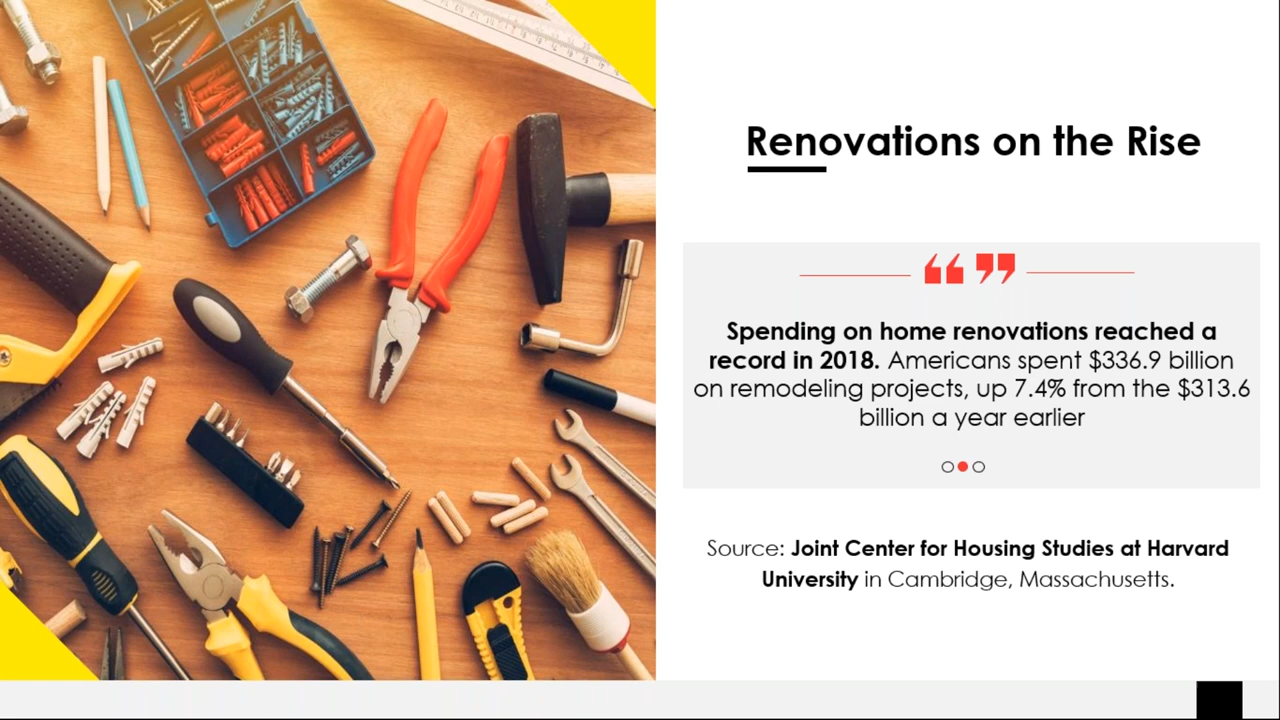 Renovations on the Rise
Spending on home renovations reached a
record in 2018. Americans spent $336.9 billion
on remodeling projects, up 7.4% from the $313.6
billion a year earlier
Source: Joint Center for Housing Studies at Harvard
University in Cambridge, Massachusetts.